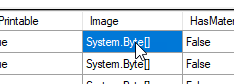 Printable Image HasMater
ue System.Byte[] False
ue System.Byte[] False